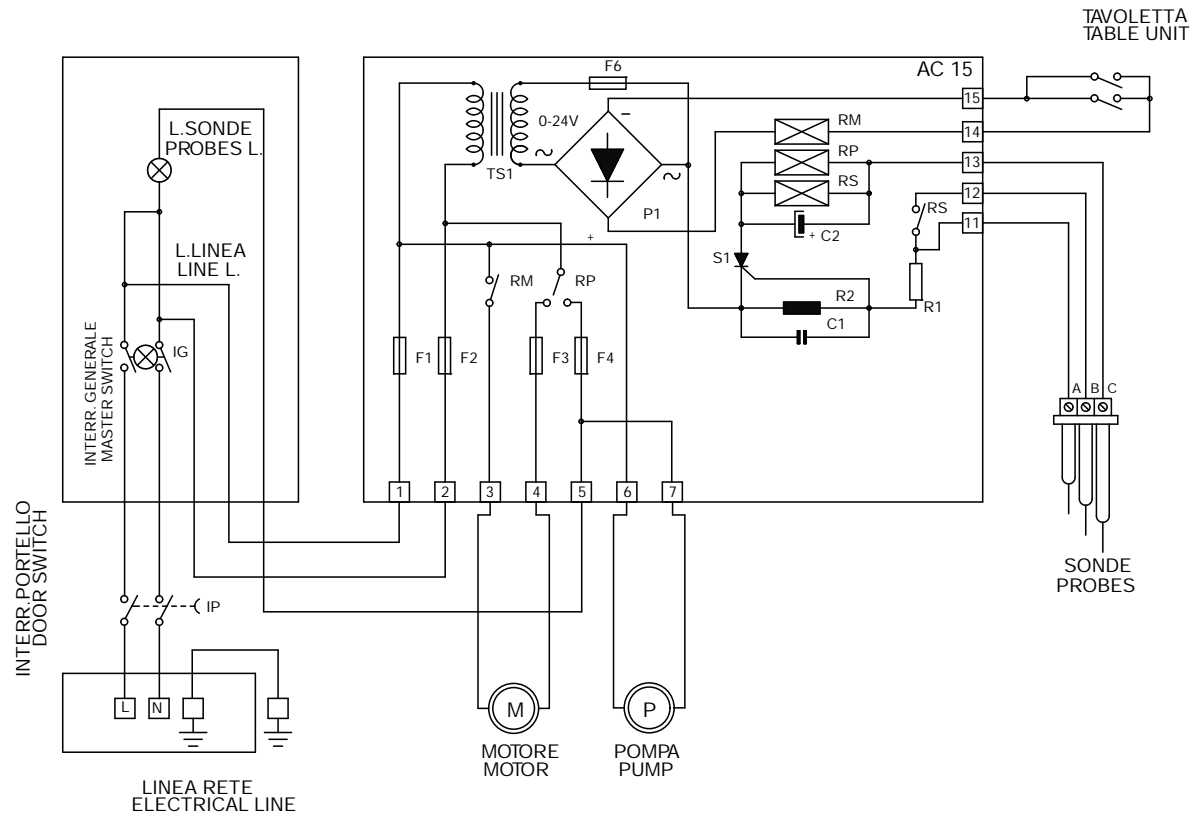 TAVOLETTA
TABLE UNIT
AC 15
F6
15
L.SONDE
PROBES L.
0-24V
~
−
RM
14
TS1
RP
13
~
RS
12
P1
RS
11
+ C2
L.LINEA
LINE L.
+
S1
RM
RP
R2
R1
C1
INTERR. GENERALE
MASTER SWITCH
IG
F1
F2
F3
F4
A
B
C
1
2
3
4
5
6
7
INTERR.PORTELLO
DOOR SWITCH
SONDE
PROBES
IP
L
N
M
P
MOTORE
MOTOR
POMPA
PUMP
LINEA RETE
ELECTRICAL LINE